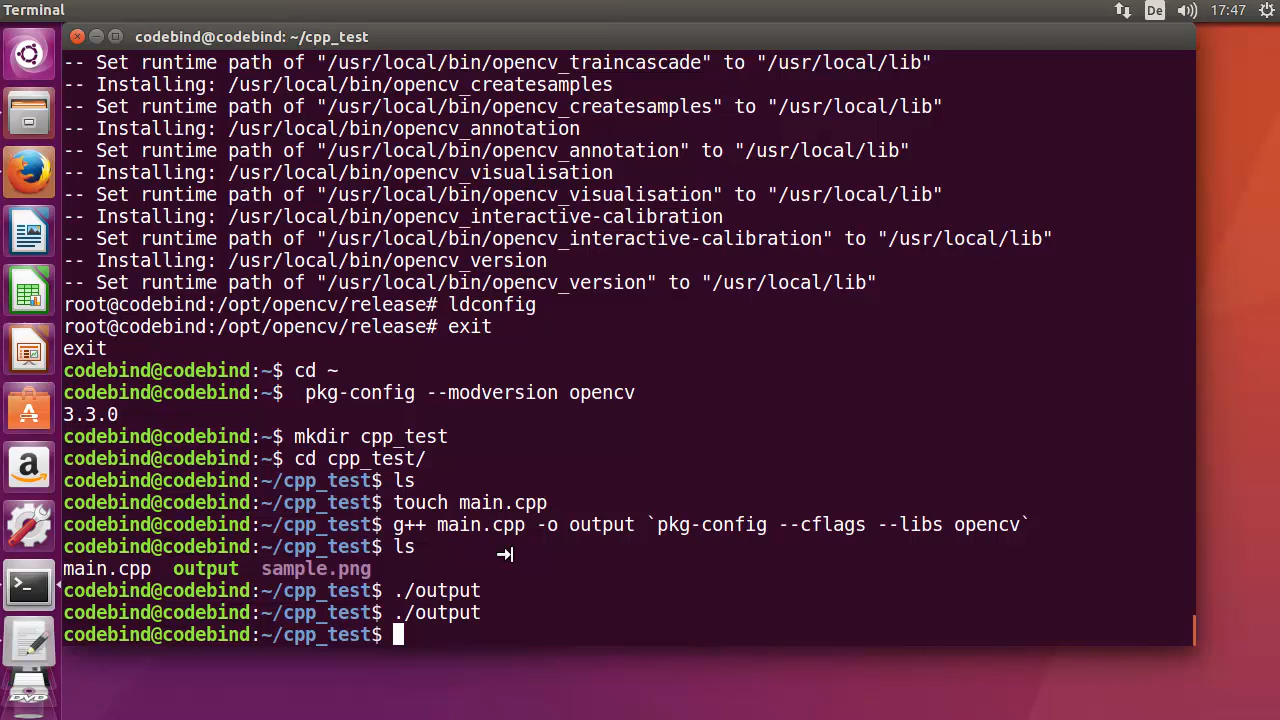 Terminal
De
17:47
codebind@codebind: ~/cpp_test
-- Set runtime path of "/usr/local/bin/opencv_traincascade" to "/usr/local/lib"
-- Installing: /usr/local/bin/opencv_createsamples
-- Set runtime path of "/usr/local/bin/opencv_createsamples" to "/usr/local/lib"
-- Installing: /usr/local/bin/opencv_annotation
-- Set runtime path of "/usr/local/bin/opencv_annotation" to "/usr/local/lib"
-- Installing: /usr/local/bin/opencv_visualisation
-- Set runtime path of "/usr/local/bin/opencv_visualisation" to "/usr/local/lib"
-- Installing: /usr/local/bin/opencv_interactive-calibration
-- Set runtime path of "/usr/local/bin/opencv_interactive-calibration" to "/usr/local/lib"
-- Installing: /usr/local/bin/opencv_version
-- Set runtime path of "/usr/local/bin/opencv_version" to "/usr/local/lib"
root@codebind:/opt/opencv/release# ldconfig
root@codebind:/opt/opencv/release# exit
exit
codebind@codebind:~$ cd ~
codebind@codebind:~$  pkg-config --modversion opencv
3.3.0
codebind@codebind:~$ mkdir cpp_test
codebind@codebind:~$ cd cpp_test/
codebind@codebind:~/cpp_test$ ls
codebind@codebind:~/cpp_test$ touch main.cpp
codebind@codebind:~/cpp_test$ g++ main.cpp -o output `pkg-config --cflags --libs opencv`
codebind@codebind:~/cpp_test$ ls
main.cpp  output  sample.png
codebind@codebind:~/cpp_test$ ./output
codebind@codebind:~/cpp_test$ ./output
codebind@codebind:~/cpp_test$
DVD